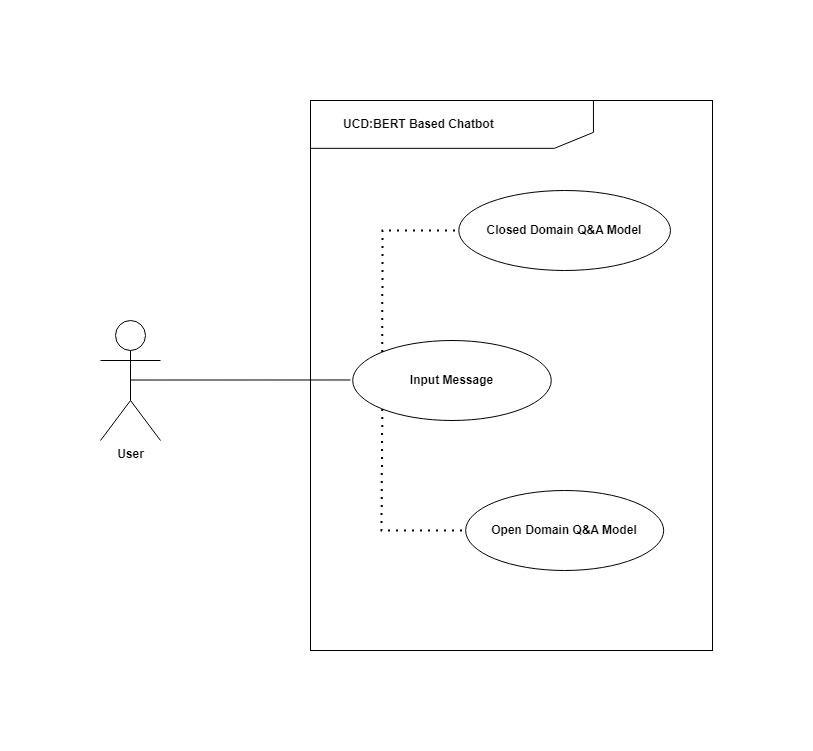 UCD:BERT Based Chatbot
Closed Domain Q&A Model
Input Message
User
Open Domain Q&A Model